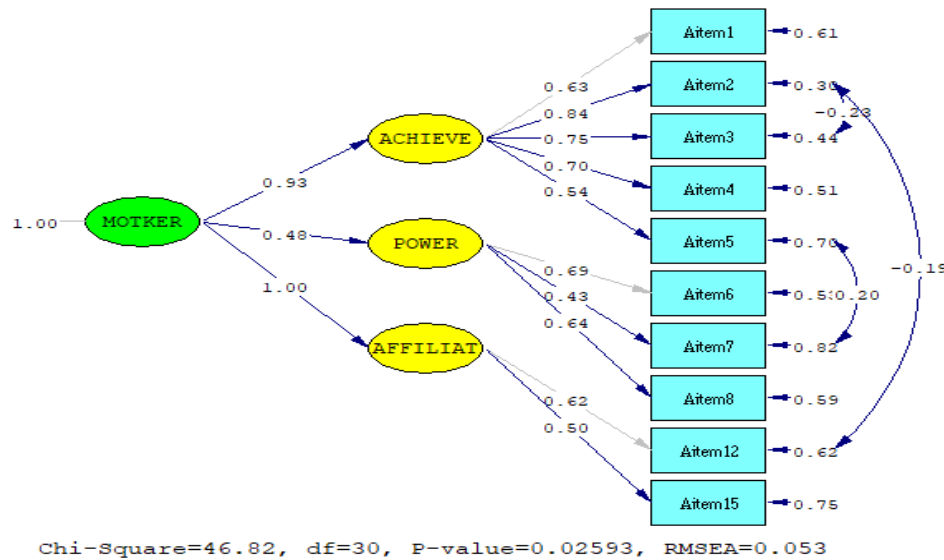 Aitem1
0.61
0.63
Aitem2
0.30
0.84
-0.23
ACHIEVE
0.75
Aitem3
0.44
0.70
0.93
Aitem4
0.51
0.54
1.00
MOTKER
0.48
POWER
Aitem5
0.70
0.69
-0.19
0.43
Aitem6
0.20
1.00
0.64
Aitem7
0.82
AFFILIAT
0.62
Aitem8
0.59
0.50
Aitem12
0.62
Aitem15
0.75
Chi-Square=46.82, df=30, P-value=0.02593, RMSEA=0.053